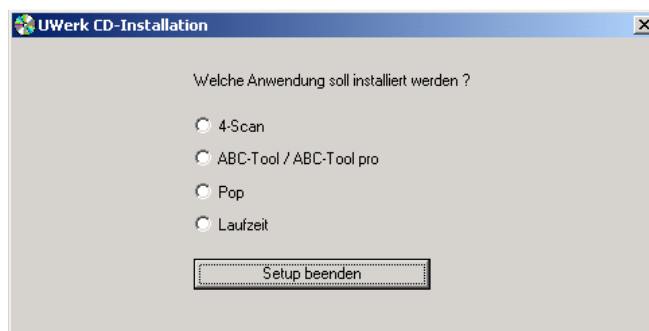 UWerk CD-Installation
Welche Anwendung soll installiert werden ?
4-Scan
ABC-Tool / ABC-Tool pro
Pop
Laufzeit
Setup beenden